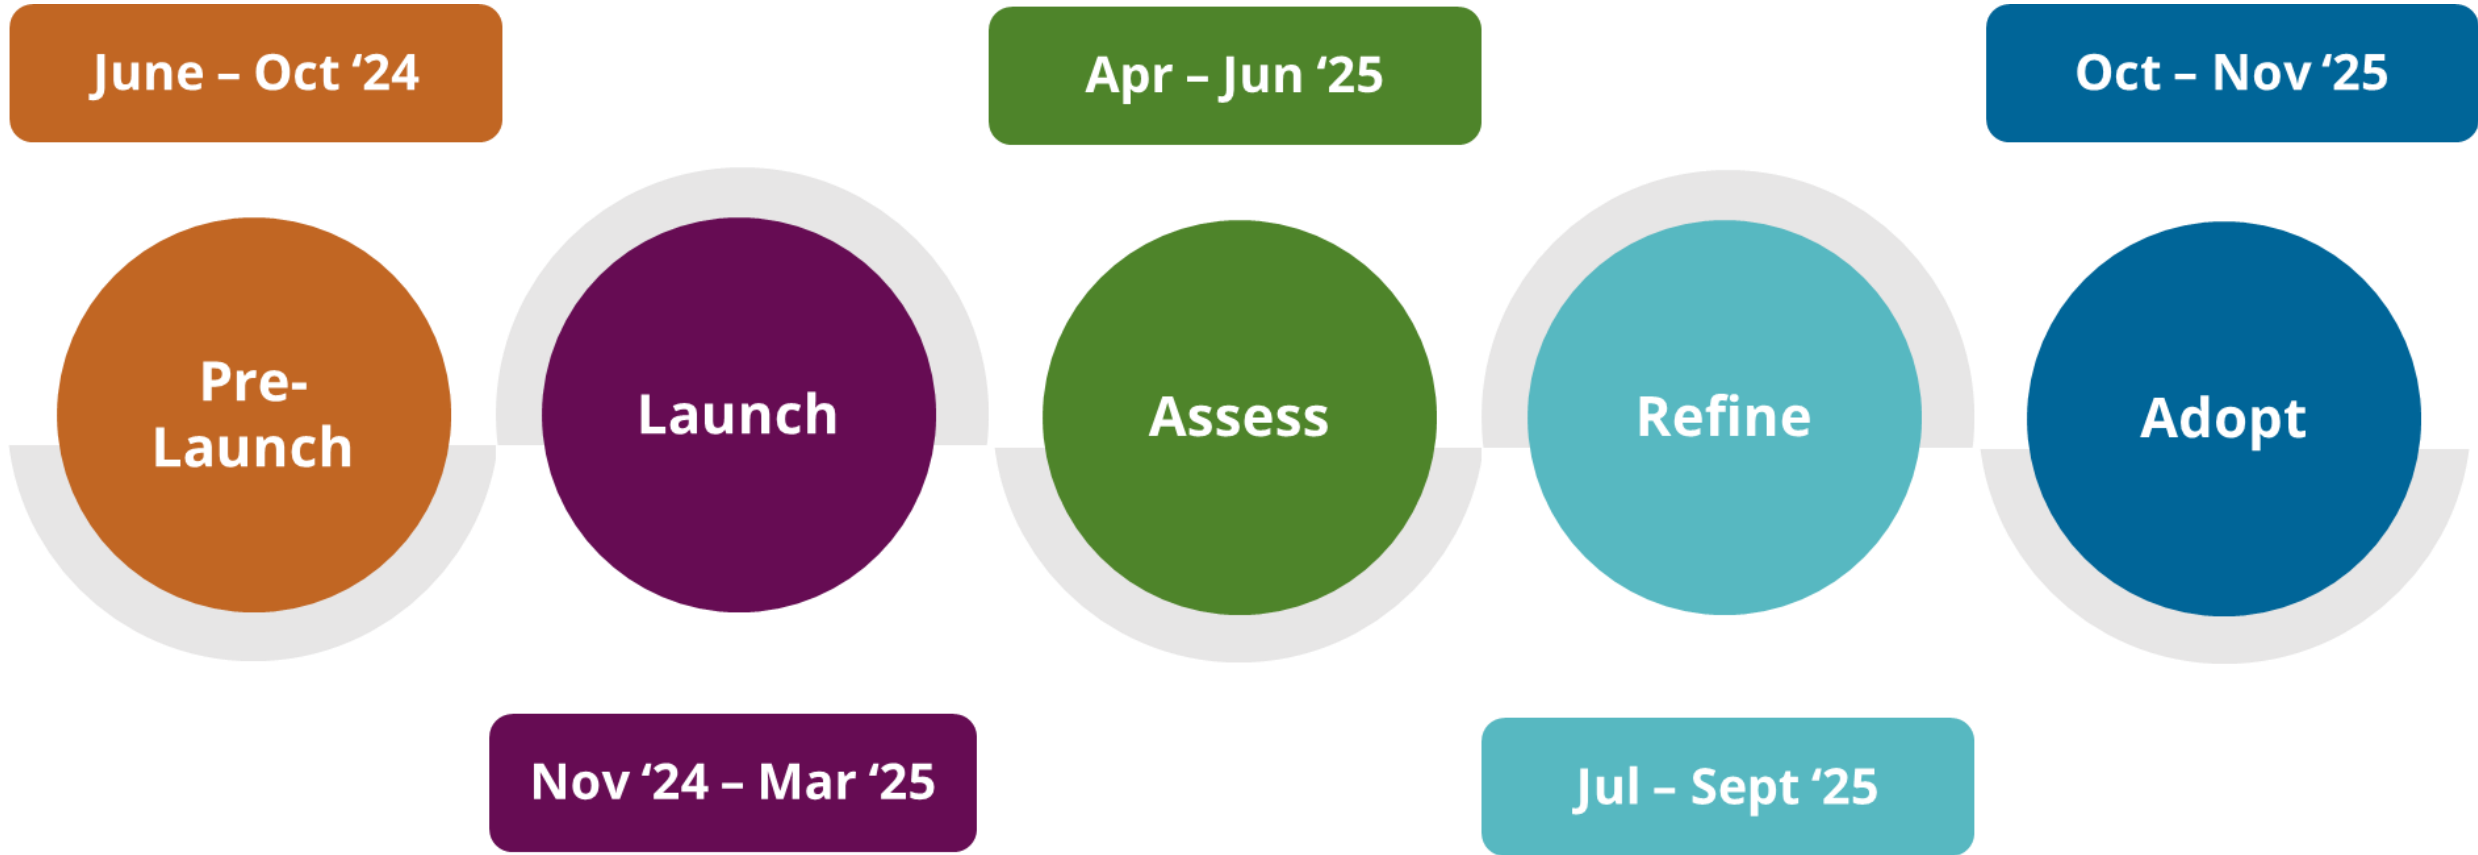 June – Oct ‘24
Apr – Jun ‘25
Oct – Nov ‘25
Pre-
Launch
Launch
Assess
Refine
Adopt
Nov ‘24 – Mar ‘25
Jul – Sept ‘25